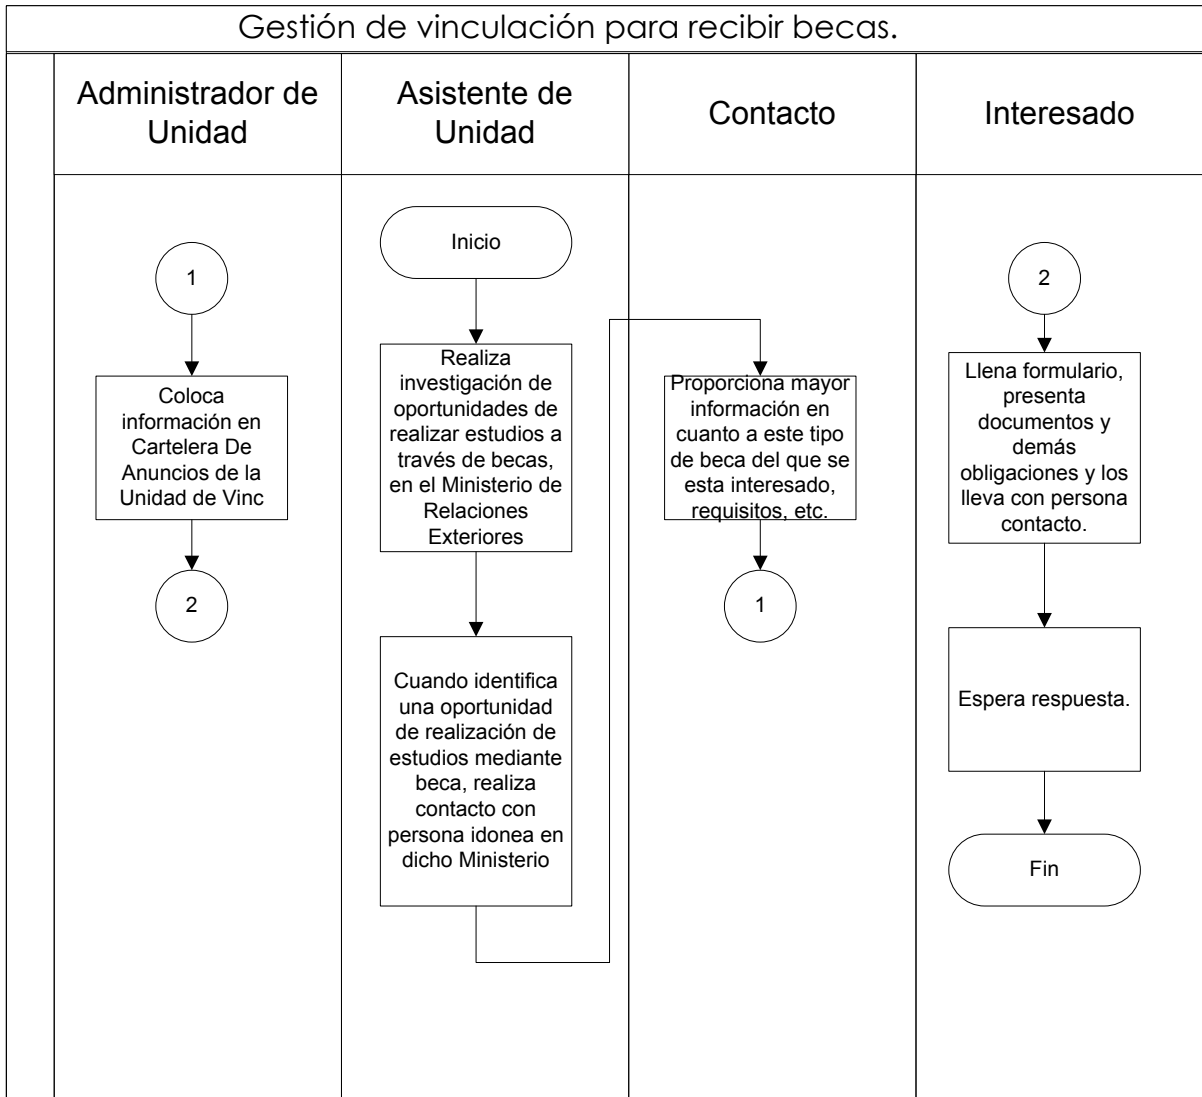 Gestión de vinculación para recibir becas.
Administrador de
Unidad
Asistente de
Unidad
Contacto
Interesado
1
Coloca
información en
Cartelera De
Anuncios de la
Unidad de Vinc
2
Inicio
Realiza
investigación de
oportunidades de
realizar estudios a
través de becas,
en el Ministerio de
Relaciones
Exteriores
Cuando identifica
una oportunidad
de realización de
estudios mediante
beca, realiza
contacto con
persona idonea en
dicho Ministerio
Proporciona mayor
información en
cuanto a este tipo
de beca del que se
esta interesado,
requisitos, etc.
1
2
Llena formulario,
presenta
documentos y
demás
obligaciones y los
lleva con persona
contacto.
Espera respuesta.
Fin